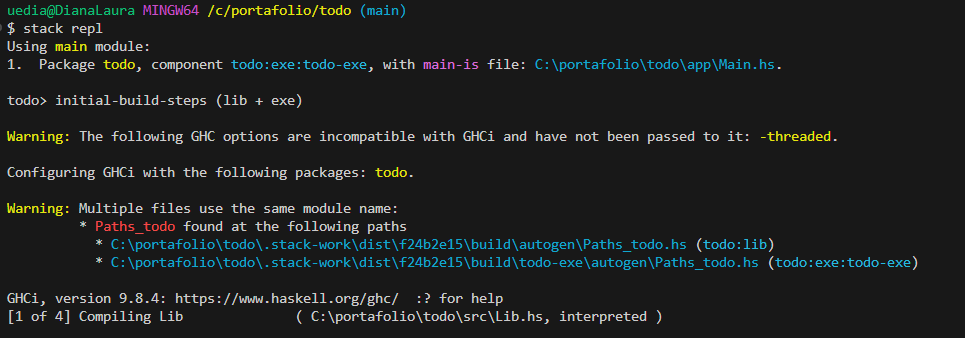 uedia@DianaLaura MINGW64 /c/portafolio/todo (main)
$ stack repl
Using main module:
1.  Package todo, component todo:exe:todo-exe, with main-is file: C:\portafolio\todo\app\Main.hs.
todo> initial-build-steps (lib + exe)
Warning: The following GHC options are incompatible with GHCi and have not been passed to it: -threaded.
Configuring GHCi with the following packages: todo.
Warning: Multiple files use the same module name:
         * Paths_todo found at the following paths
           * C:\portafolio\todo\.stack-work\dist\f24b2e15\build\autogen\Paths_todo.hs (todo:lib)
           * C:\portafolio\todo\.stack-work\dist\f24b2e15\build\todo-exe\autogen\Paths_todo.hs (todo:exe:todo-exe)
GHCi, version 9.8.4: https://www.haskell.org/ghc/  :? for help
[1 of 4] Compiling Lib              ( C:\portafolio\todo\src\Lib.hs, interpreted )